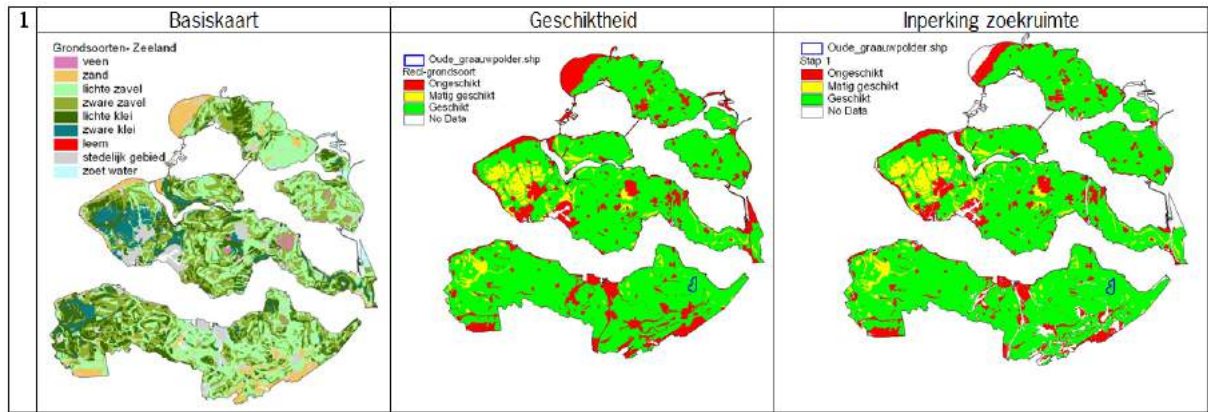 1
Basiskaart
Geschiktheid
Inperking zoekruimte
Grondsoorten- Zeeland
veen
zand
lichte zavel
zware zavel
lichte klei
zware klei
leem
stedelijk gebied
zoet water
Oude_graauwpolder.shp
Recl-grondsoort
Ongeschikt
Matig geschikt
Geschikt
No Data
Oude_graauwpolder.shp
Stap 1
Ongeschikt
Matig geschikt
Geschikt
No Data